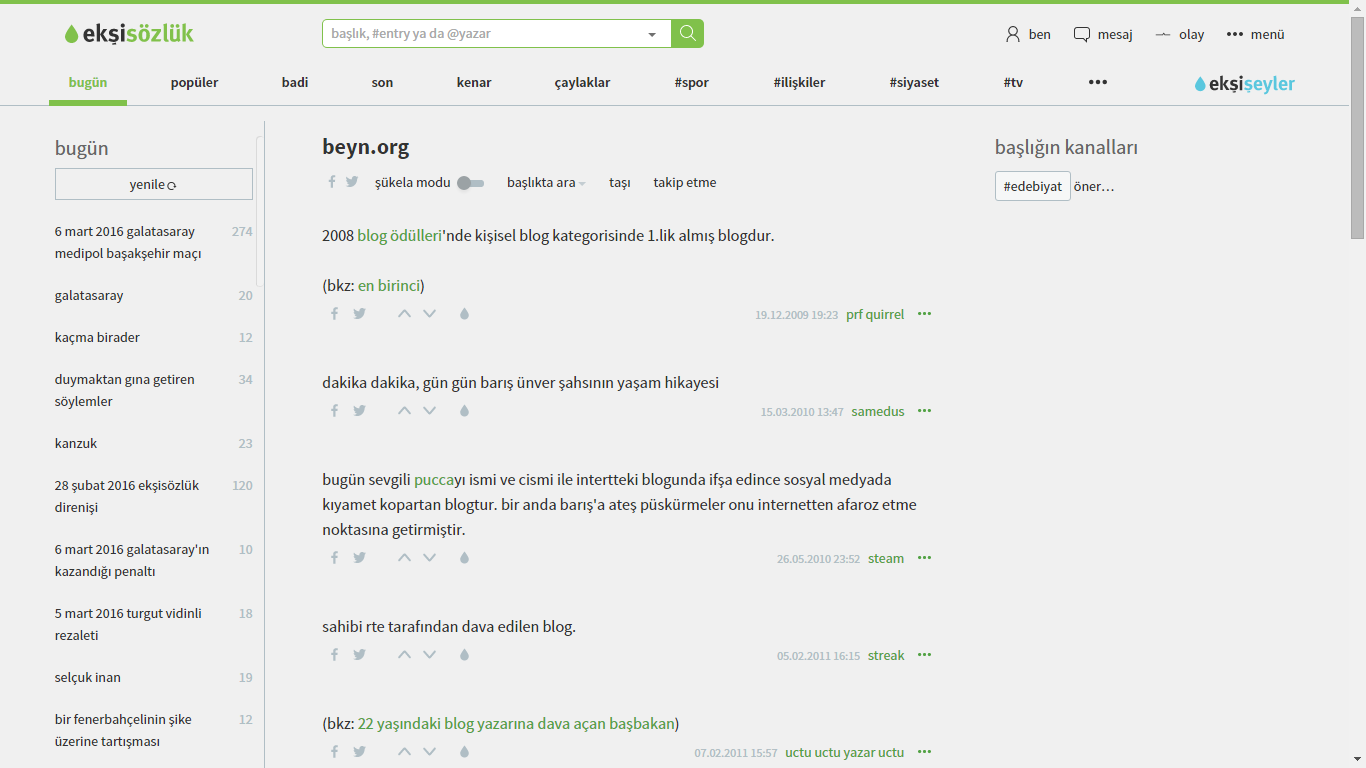 ekşisözlük
başlık, #entry ya da @yazar
ben
mesaj
olay
••• menü
bugün
popüler
badi
son
kenar
çaylaklar
#spor
#ilişkiler
#siyaset
#tv
•••
ekşişeyler
bugün
yenile
6 mart 2016 galatasaray 274
medipol başakşehir maçı
galatasaray 20
kaçma birader 12
duymaktan gına getiren 34
söylemler
kanzuk 23
28 şubat 2016 ekşisözlük 120
direnişi
6 mart 2016 galatasaray'ın 10
kazandığı penaltı
5 mart 2016 turgut vidinli 18
rezaleti
selçuk inan 19
bir fenerbahçelinin şike 12
üzerine tartışması
beyn.org
şükela modu
başlıkta ara
taşı
takip etme
2008 blog ödülleri'nde kişisel blog kategorisinde 1.lik almış blogdur.
(bkz: en birinci)
19.12.2009 19:23 prf quirrel •••
dakika dakika, gün gün barış ünver şahsının yaşam hikayesi
15.03.2010 13:47 samedus •••
bugün sevgili puccayı ismi ve cismi ile intertteki blogunda ifşa edince sosyal medyada
kıyamet kopartan blogtur. bir anda barış'a ateş püskürmeler onu internetten afaroz etme
noktasına getirmiştir.
26.05.2010 23:52 steam •••
sahibi rte tarafından dava edilen blog.
05.02.2011 16:15 streak •••
(bkz: 22 yaşındaki blog yazarına dava açan başbakan)
07.02.2011 15:57 uctu uctu yazar uctu •••
başlığın kanalları
#edebiyat öner…